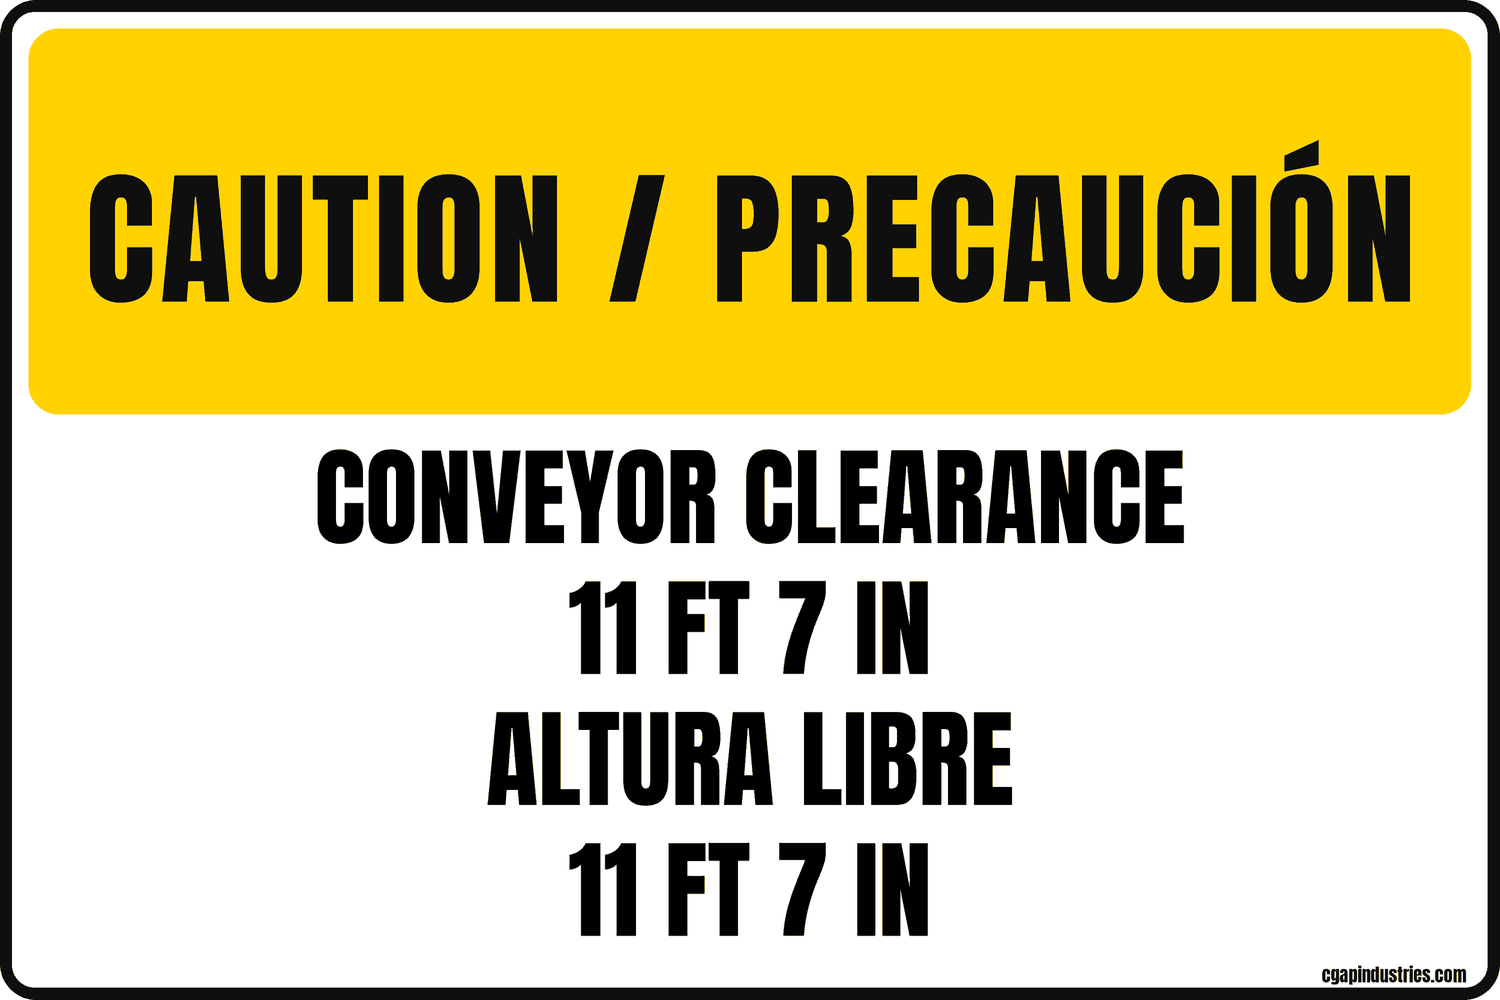 CAUTION / PRECAUCIÓN
CONVEYOR CLEARANCE
11 FT 7 IN
ALTURA LIBRE
11 FT 7 IN
cgapindustries.com